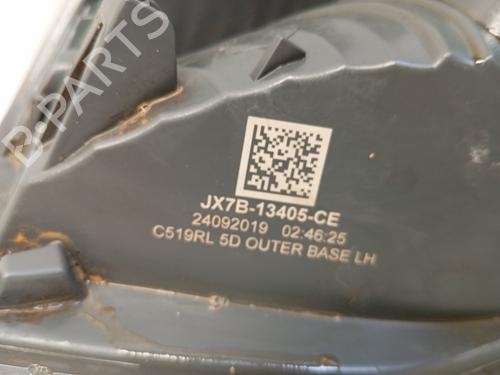 B-PARTS
JX7B-13405-CE
24092019 02:46:25
C519RL 5D OUTER BASE LH